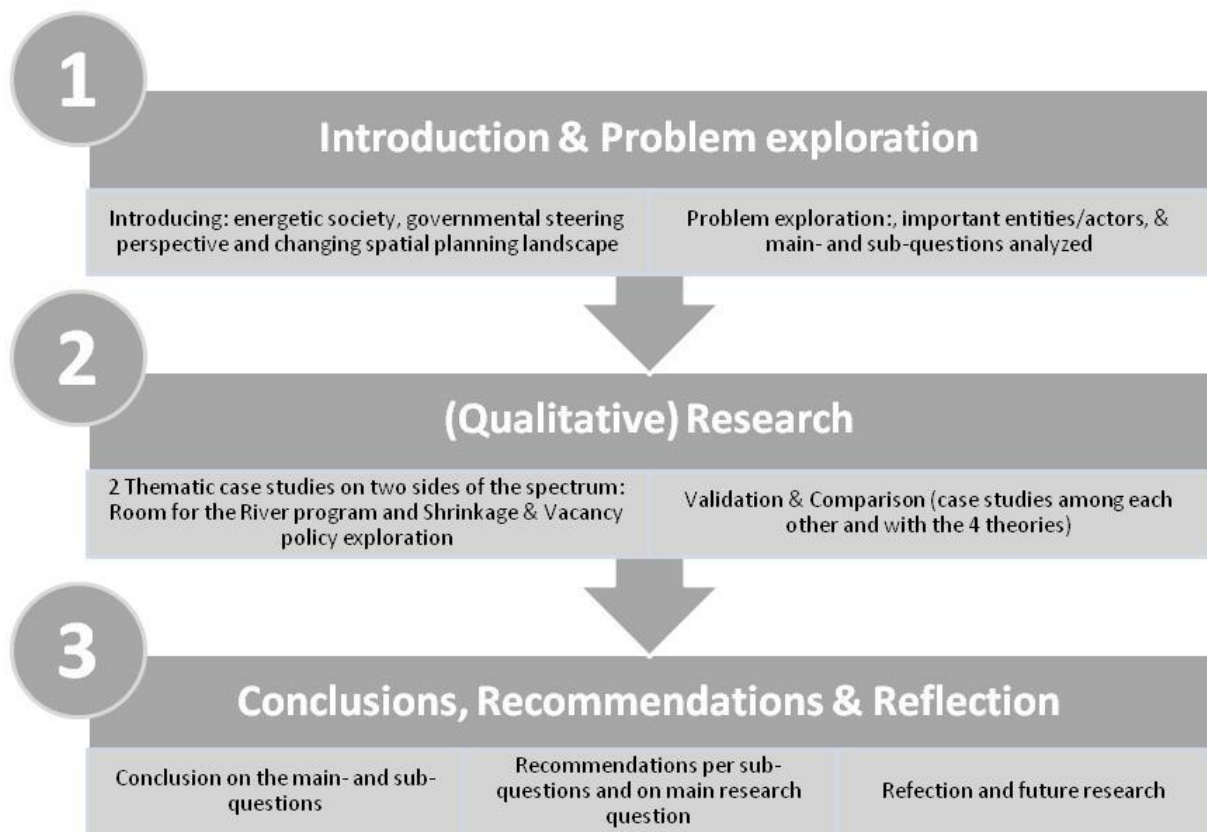 1
Introduction & Problem exploration
Introducing: energetic society, governmental steering
perspective and changing spatial planning landscape
Problem exploration:, important entities/actors, &
main- and sub-questions analyzed
2
(Qualitative) Research
2 Thematic case studies on two sides of the spectrum:
Room for the River program and Shrinkage & Vacancy
policy exploration
Validation & Comparison (case studies among each
other and with the 4 theories)
3
Conclusions, Recommendations & Reflection
Conclusion on the main- and sub-
questions
Recommendations per sub-
questions and on main research
question
Refection and future research